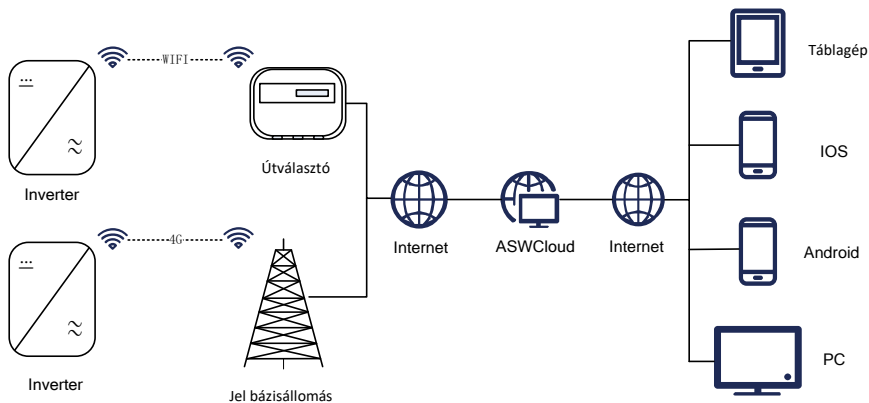 WIFI
Inverter
Útválasztó
4G
Inverter
Jel bázisállomás
Internet
ASWCloud
Internet
Táblagép
IOS
Android
PC